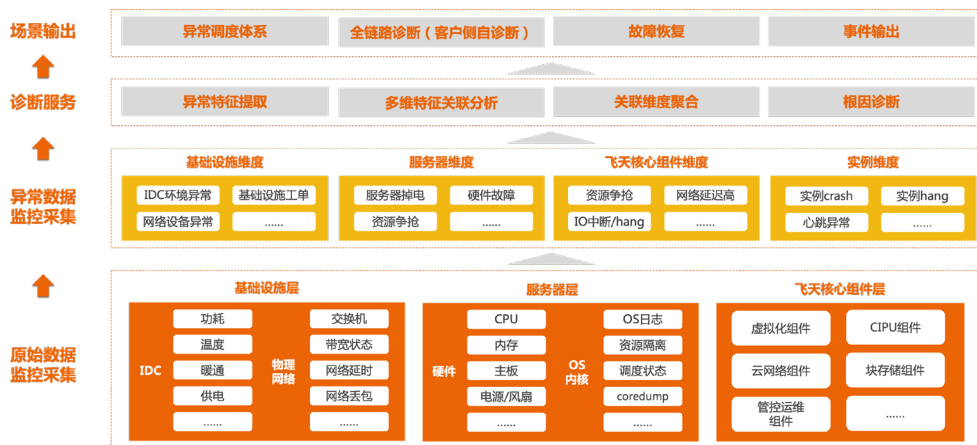 场景输出
异常调度体系
全链路诊断（客户侧自诊断）
故障恢复
事件输出
诊断服务
异常特征提取
多维特征关联分析
关联维度聚合
根因诊断
异常数据
监控采集
基础设施维度
IDC环境异常
基础设施工单
网络设备异常
......
服务器维度
服务器掉电
硬件故障
资源争抢
......
飞天核心组件维度
资源争抢
网络延迟高
IO中断/hang
......
实例维度
实例crash
实例hang
心跳异常
......
原始数据
监控采集
基础设施层
IDC
功耗
温度
暖通
供电
......
物理
网络
交换机
带宽状态
网络延时
网络丢包
......
服务器层
硬件
CPU
内存
主板
电源/风扇
......
OS
内核
OS日志
资源隔离
调度状态
coredump
......
飞天核心组件层
虚拟化组件
CIPU组件
云网络组件
块存储组件
管控运维
组件
......